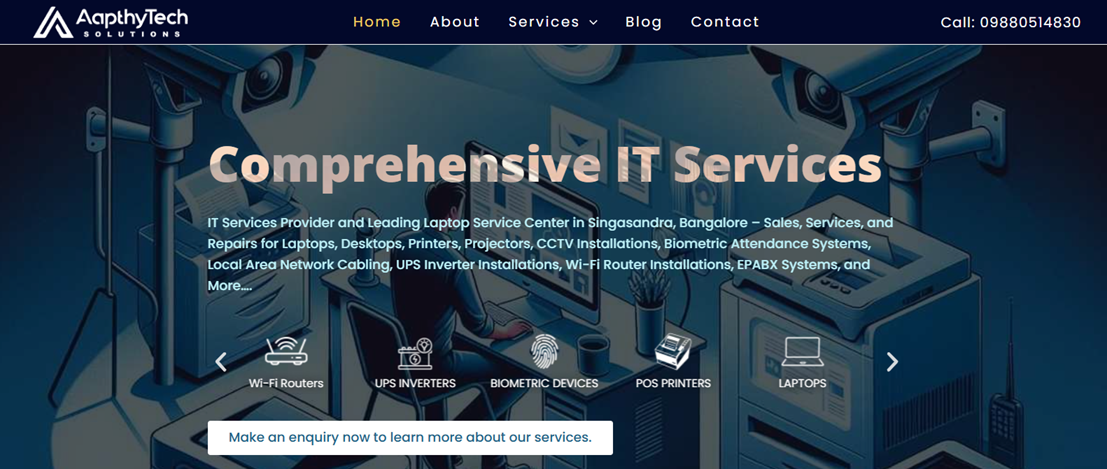 AapthyTech
SOLUTIONS
Home About Services Blog Contact
Call: 09880514830
Comprehensive IT Services
IT Services Provider and Leading Laptop Service Center in Singasandra, Bangalore – Sales, Services, and
Repairs for Laptops, Desktops, Printers, Projectors, CCTV Installations, Biometric Attendance Systems,
Local Area Network Cabling, UPS Inverter Installations, Wi-Fi Router Installations, EPABX Systems, and
More....
Wi-Fi Routers UPS INVERTERS BIOMETRIC DEVICES POS PRINTERS LAPTOPS
Make an enquiry now to learn more about our services.